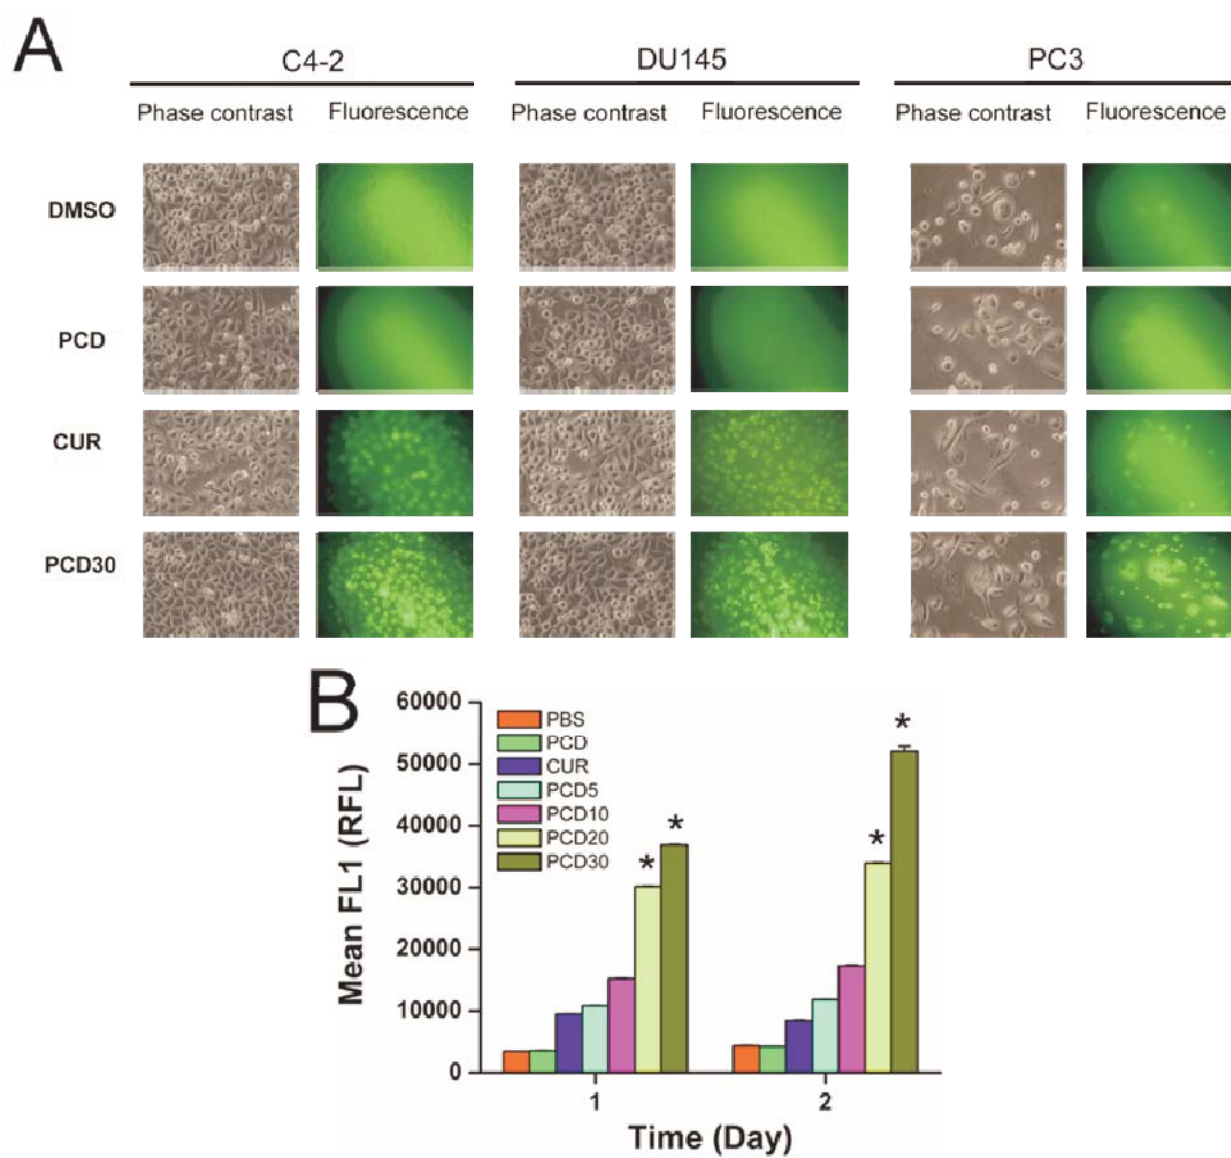 A
C4-2 DU145 PC3
Phase contrast Fluorescence Phase contrast Fluorescence Phase contrast Fluorescence
DMSO
PCD
CUR
PCD30
B
60000
50000
40000
30000
20000
10000
0
Mean FL1 (RFL)
PBS
PCD
CUR
PCD5
PCD10
PCD20
PCD30
*
*
*
*
1 2
Time (Day)